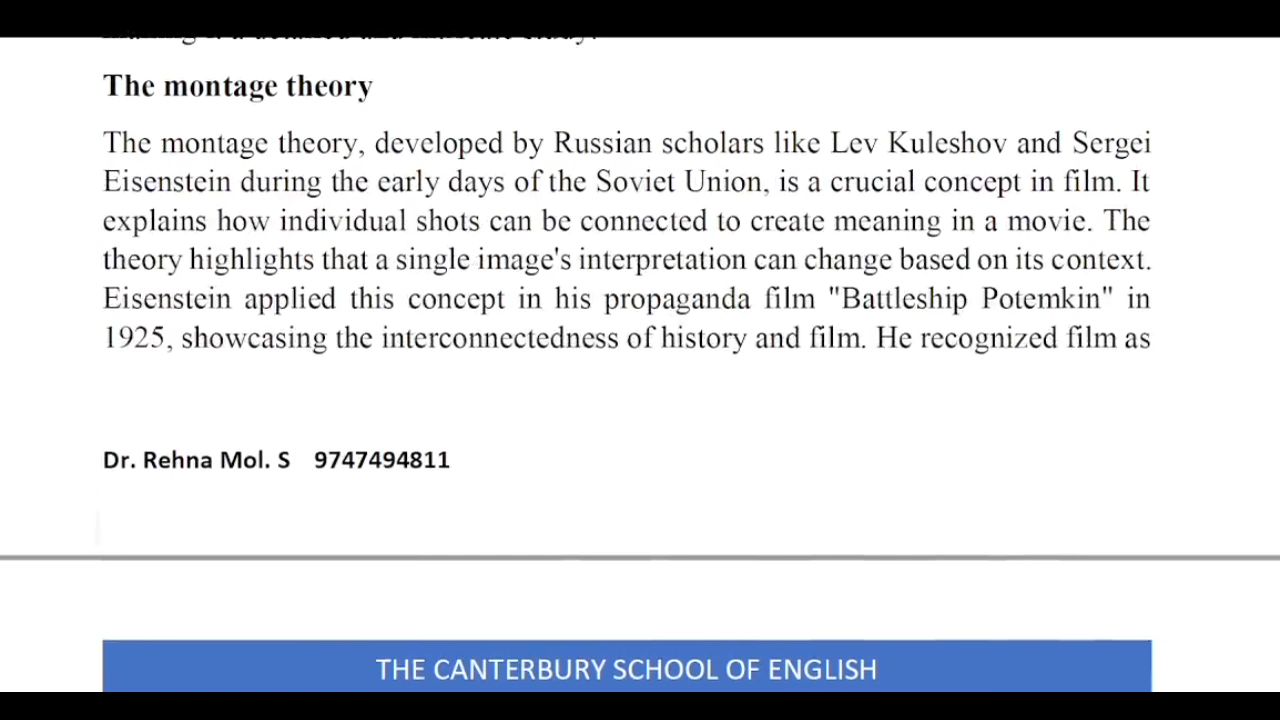 The montage theory
The montage theory, developed by Russian scholars like Lev Kuleshov and Sergei
Eisenstein during the early days of the Soviet Union, is a crucial concept in film. It
explains how individual shots can be connected to create meaning in a movie. The
theory highlights that a single image's interpretation can change based on its context.
Eisenstein applied this concept in his propaganda film "Battleship Potemkin" in
1925, showcasing the interconnectedness of history and film. He recognized film as
Dr. Rehna Mol. S 9747494811
THE CANTERBURY SCHOOL OF ENGLISH